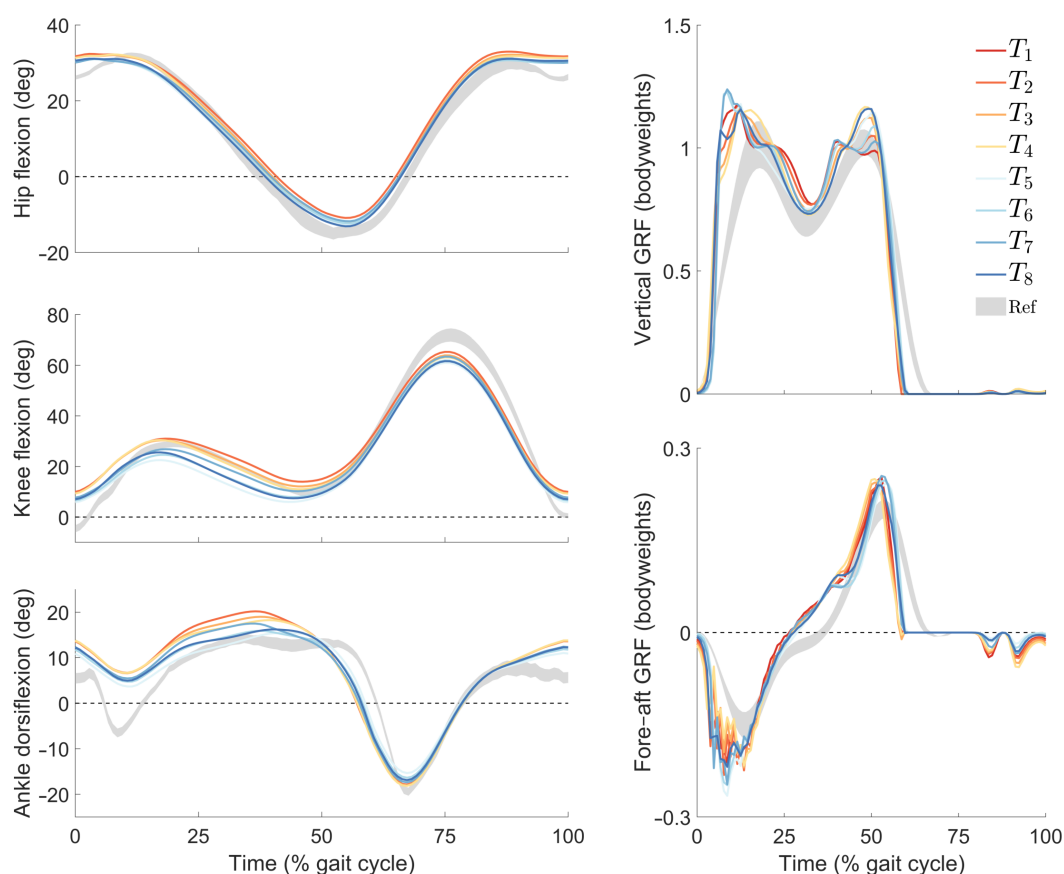 Hip flexion (deg)
40
20
0
−20
Knee flexion (deg)
80
60
40
20
0
Ankle dorsiflexion (deg)
20
10
0
−10
−20
0
25
50
75
100
Time (% gait cycle)
Vertical GRF (bodyweights)
1.5
1
0.5
0
T1
T2
T3
T4
T5
T6
T7
T8
Ref
Fore−aft GRF (bodyweights)
0.3
0
−0.3
0
25
50
75
100
Time (% gait cycle)